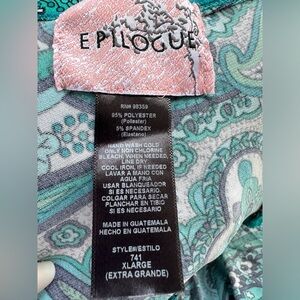 EPILOGUE
RN# 98359
95% POLYESTER
(Poliester)
5% SPANDEX
(Elastano)
HAND WASH COLD
ONLY NON CHLORINE
BLEACH, WHEN NEEDED,
LINE DRY
COOL IRON, IF NEEDED
LAVAR A MANO CON
AGUA FRIA
USAR BLANQUEADOR
SI ES NECESARIO
COLGAR PARA SECAR
PLANCHAR EN TIBIO
SI ES NECESARIO
MADE IN GUATEMALA
HECHO EN GUATEMALA
STYLE#/ESTILO
741
XLARGE
(EXTRA GRANDE)